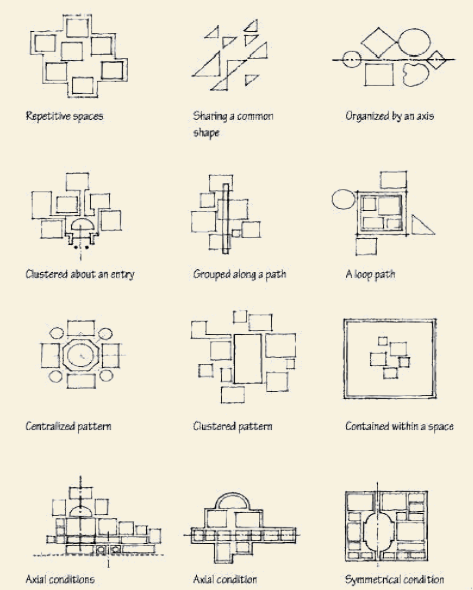 Repetitive spaces
Sharing a common
shape
Organized by an axis
Clustered about an entry
Grouped along a path
A loop path
Centralized pattern
Clustered pattern
Contained within a space
Axial conditions
Axial condition
Symmetrical condition